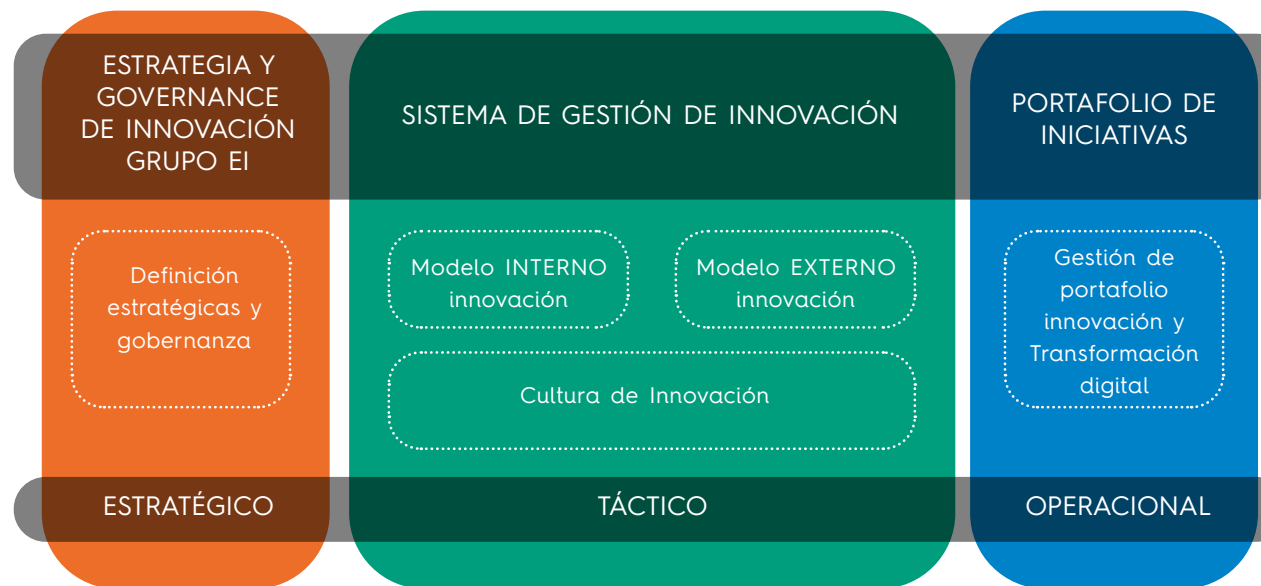 ESTRATEGIA Y
GOVERNANCE
DE INNOVACIÓN
GRUPO EI
SISTEMA DE GESTIÓN DE INNOVACIÓN
PORTAFOLIO DE
INICIATIVAS
Definición
estratégicas y
gobernanza
Modelo INTERNO
innovación
Modelo EXTERNO
innovación
Cultura de Innovación
Gestión de
portafolio
innovación y
Transformación
digital
ESTRATÉGICO
TÁCTICO
OPERACIONAL